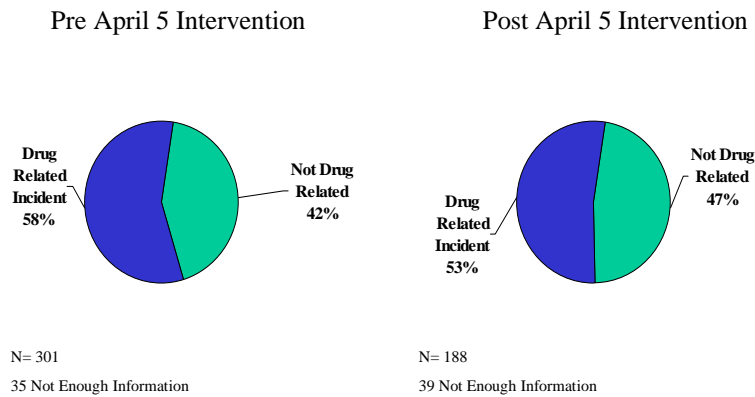 Pre April 5 Intervention
Drug
Related
Incident
58%
Not Drug
Related
42%
N= 301
35 Not Enough Information
Post April 5 Intervention
Drug
Related
Incident
53%
Not Drug
Related
47%
N= 188
39 Not Enough Information